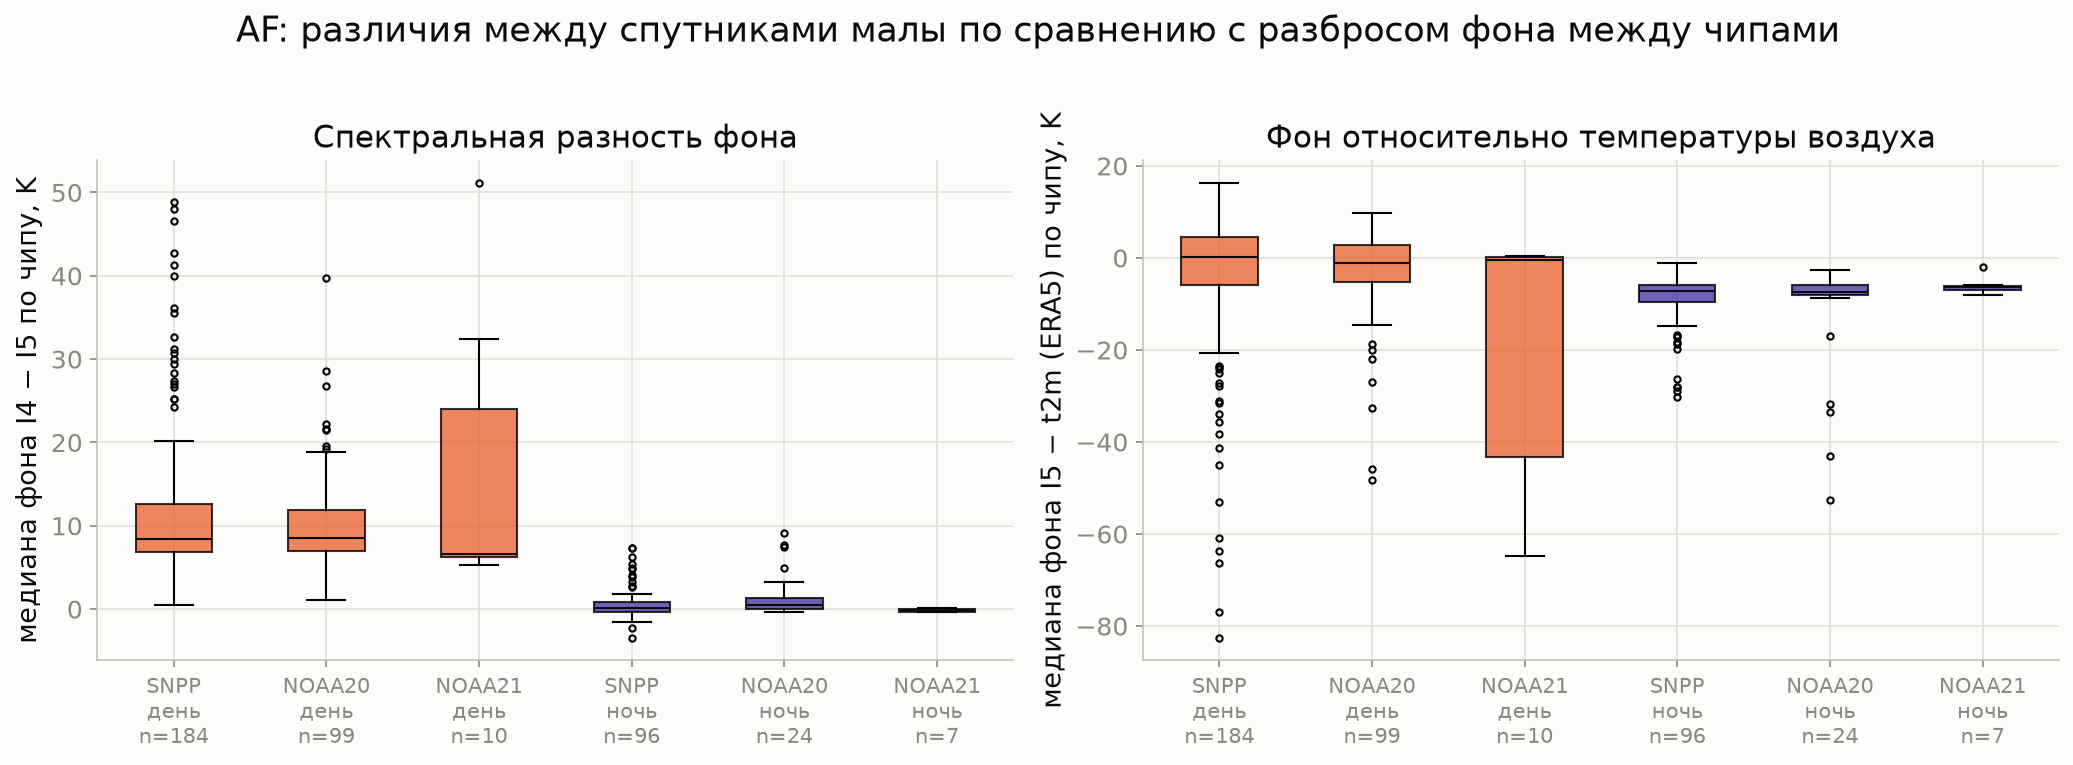 AF: различия между спутниками малы по сравнению с разбросом фона между чипами
Спектральная разность фона
медиана фона I4 − I5 по чипу, K
50
40
30
20
10
0
SNPP
день
n=184
NOAA20
день
n=99
NOAA21
день
n=10
SNPP
ночь
n=96
NOAA20
ночь
n=24
NOAA21
ночь
n=7
Фон относительно температуры воздуха
медиана фона I5 − t2m (ERA5) по чипу, K
20
0
−20
−40
−60
−80
SNPP
день
n=184
NOAA20
день
n=99
NOAA21
день
n=10
SNPP
ночь
n=96
NOAA20
ночь
n=24
NOAA21
ночь
n=7